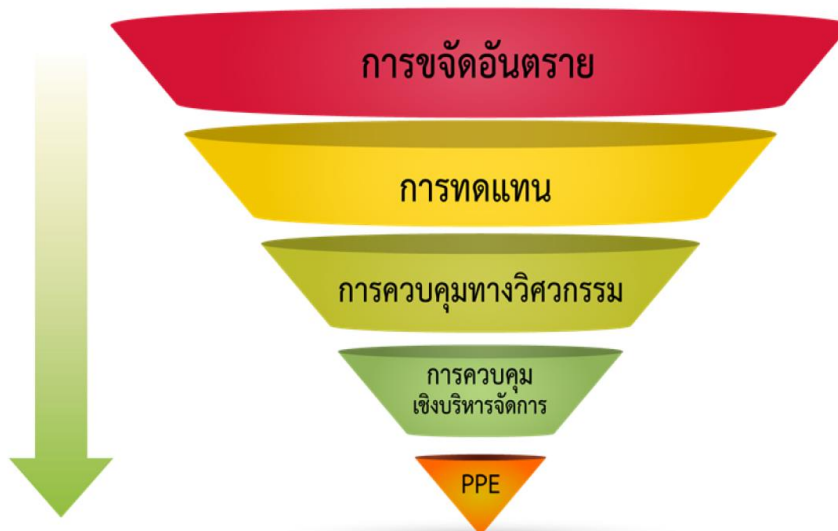 การขจัดอันตราย
การทดแทน
การควบคุมทางวิศวกรรม
การควบคุม
เชิงบริหารจัดการ
PPE